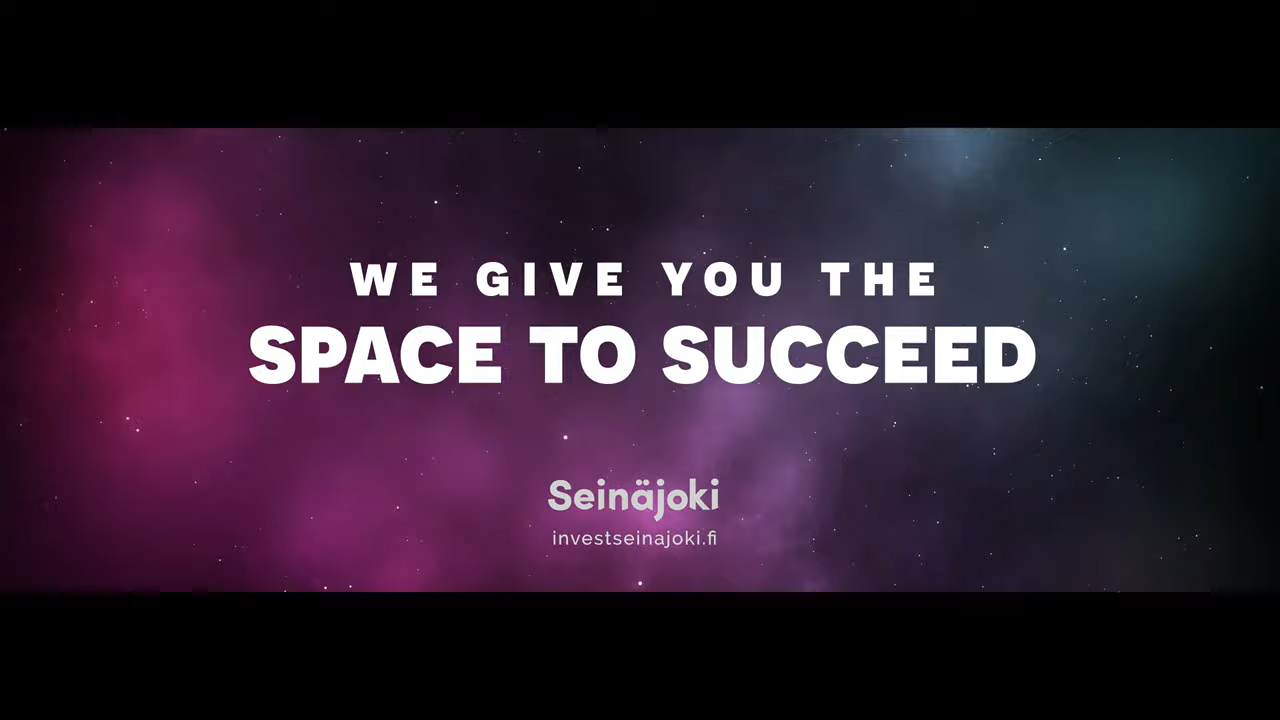 WE GIVE YOU THE
SPACE TO SUCCEED
Seinäjoki
investseinajoki.fi